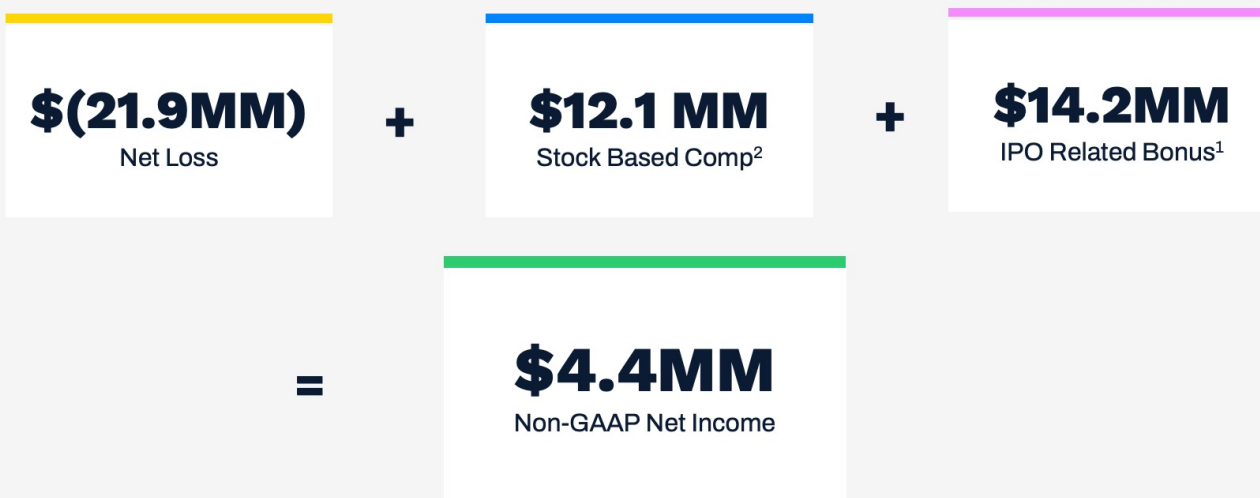 $(21.9MM)
Net Loss
+
$12.1 MM
Stock Based Comp²
+
$14.2MM
IPO Related Bonus¹
=
$4.4MM
Non-GAAP Net Income